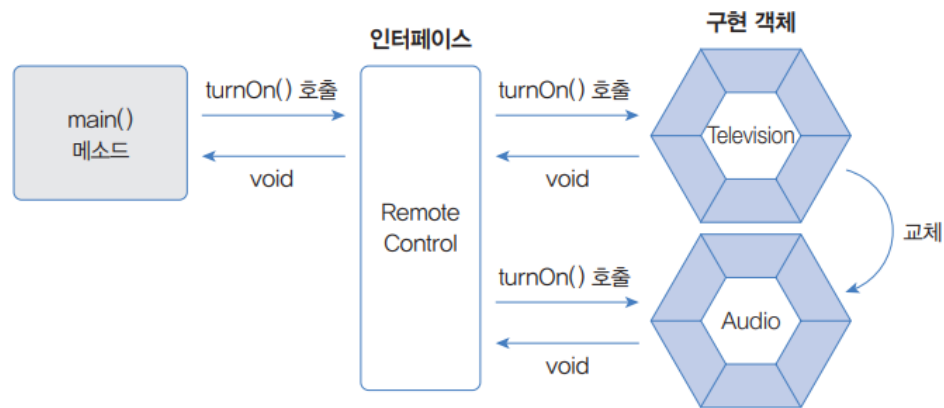 구현 객체
인터페이스
main()
메소드
turnOn() 호출
void
Remote
Control
turnOn() 호출
void
Television
교체
turnOn() 호출
void
Audio